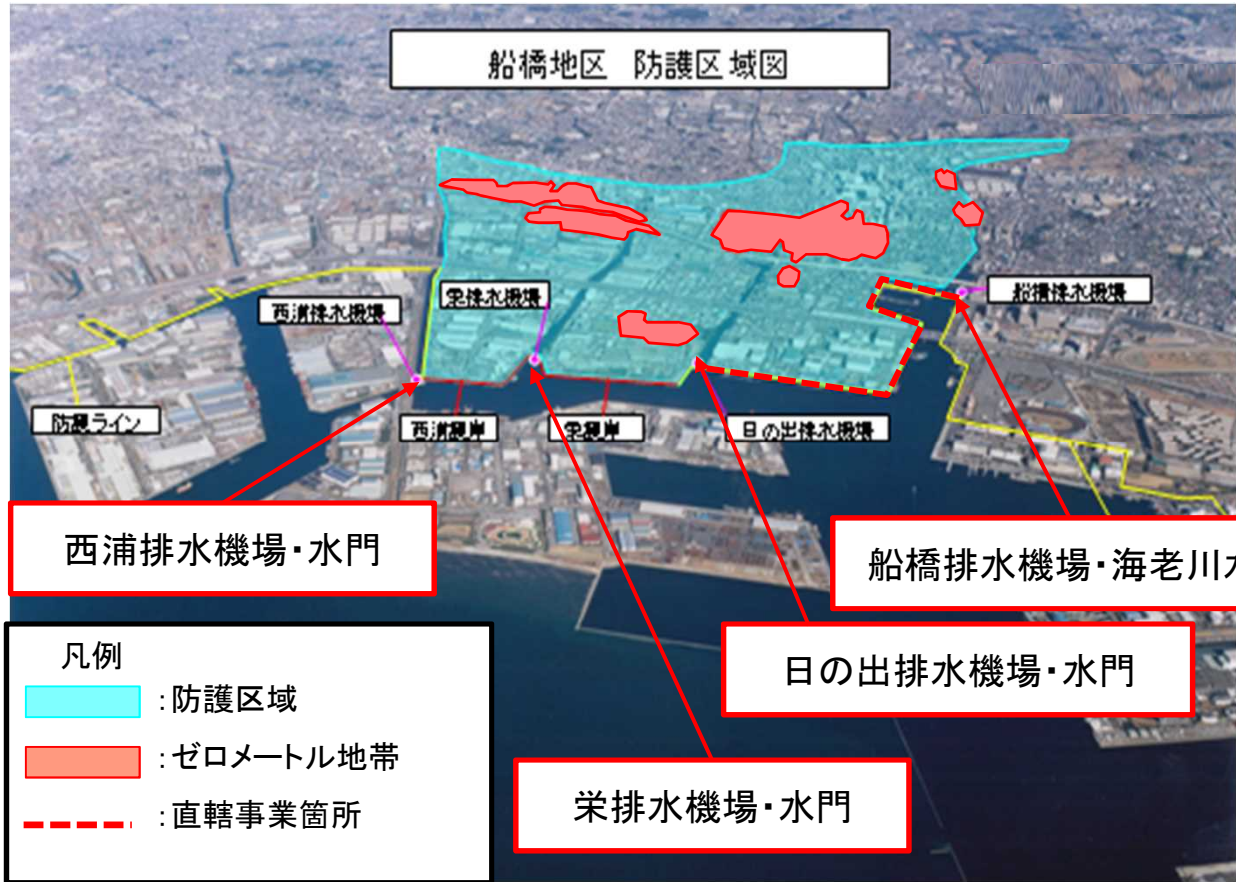 船橋地区 防護区域図
船橋排水機場
栄排水機場
西浦排水機場
防護ライン
西浦護岸
栄護岸
日の出排水機場
西浦排水機場・水門
船橋排水機場・海老川水
日の出排水機場・水門
栄排水機場・水門
凡例
：防護区域
：ゼロメートル地帯
：直轄事業箇所